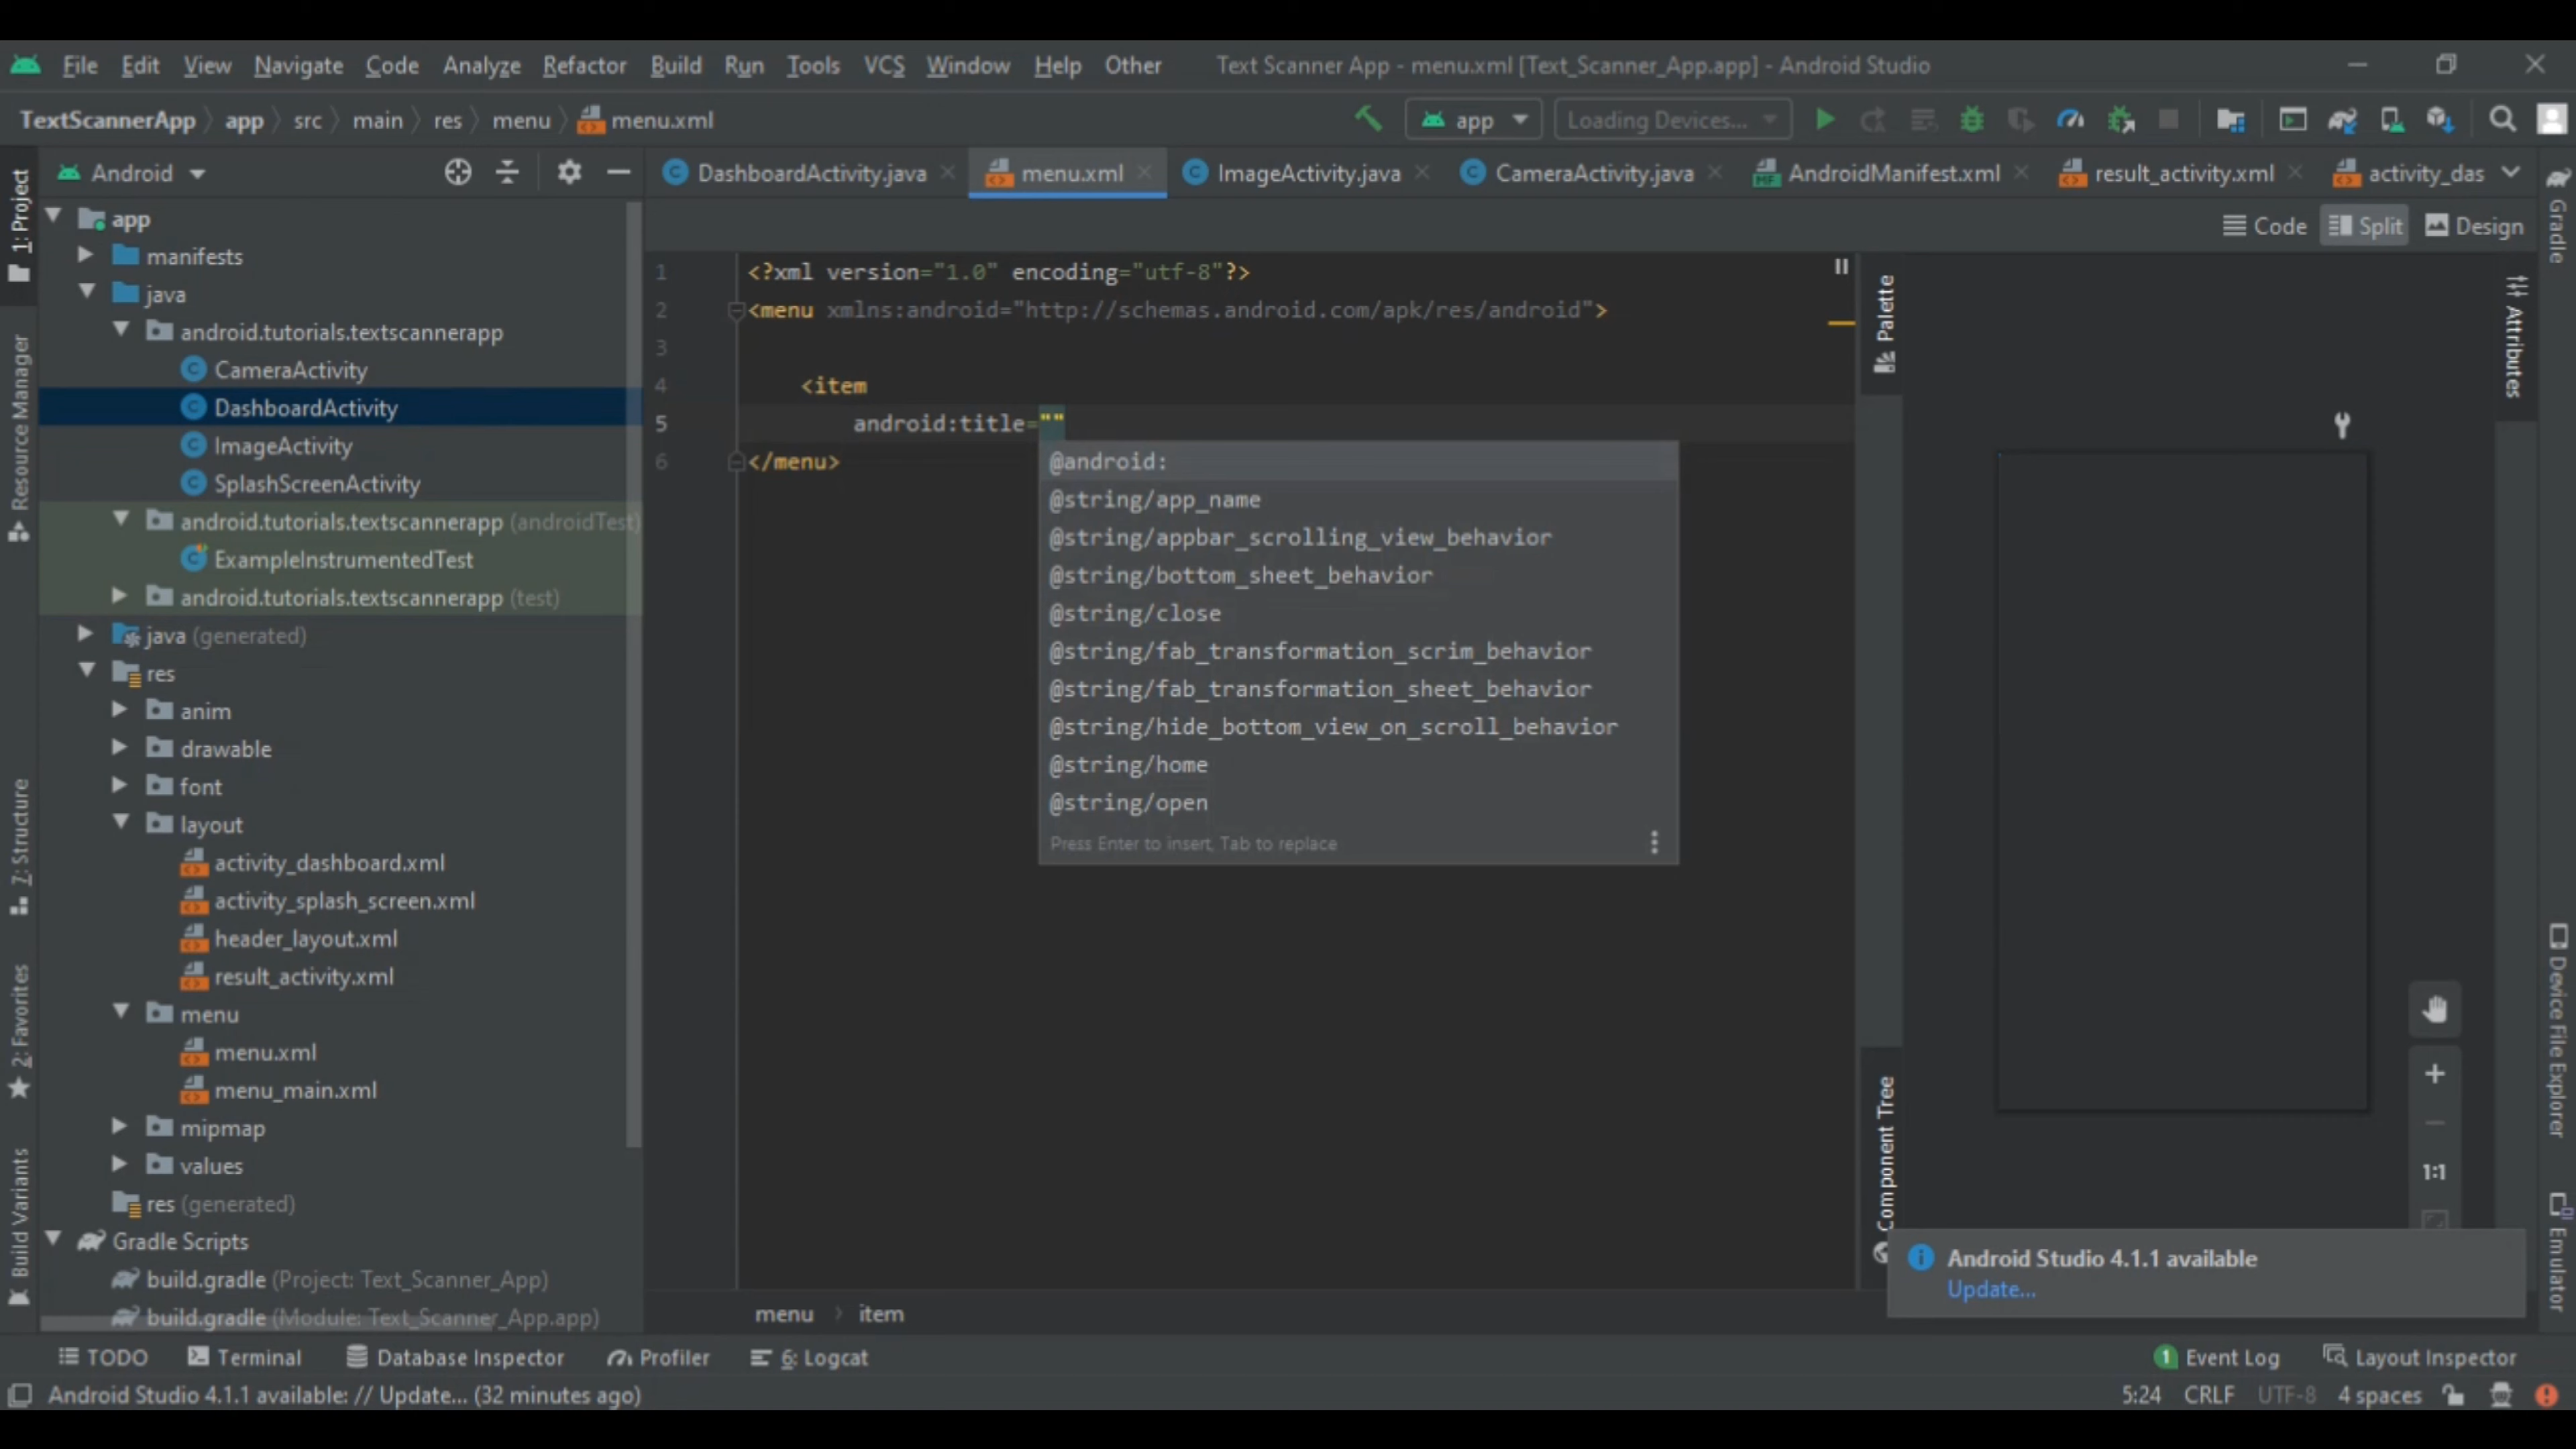 File Edit View Navigate Code Analyze Refactor Build Run Tools VCS Window Help Other Text Scanner App - menu.xml [Text_Scanner_App.app] - Android Studio
TextScannerApp app src main res menu menu.xml app Loading Devices...
Android
DashboardActivity.java menu.xml ImageActivity.java CameraActivity.java AndroidManifest.xml result_activity.xml activity_das
Code Split Design
1: Project
Resource Manager
7: Structure
2: Favorites
Build Variants
app
manifests
java
android.tutorials.textscannerapp
CameraActivity
DashboardActivity
ImageActivity
SplashScreenActivity
android.tutorials.textscannerapp (androidTest)
ExampleInstrumentedTest
android.tutorials.textscannerapp (test)
java (generated)
res
anim
drawable
font
layout
activity_dashboard.xml
activity_splash_screen.xml
header_layout.xml
result_activity.xml
menu
menu.xml
menu_main.xml
mipmap
values
res (generated)
Gradle Scripts
build.gradle (Project: Text_Scanner_App)
build.gradle (Module: Text_Scanner_App.app)
1 <?xml version="1.0" encoding="utf-8"?>
2 <menu xmlns:android="http://schemas.android.com/apk/res/android">
3
4 <item
5 android:title=""
6 </menu>
@android:
@string/app_name
@string/appbar_scrolling_view_behavior
@string/bottom_sheet_behavior
@string/close
@string/fab_transformation_scrim_behavior
@string/fab_transformation_sheet_behavior
@string/hide_bottom_view_on_scroll_behavior
@string/home
@string/open
Press Enter to insert, Tab to replace
menu item
Palette
Component Tree
Attributes
Gradle
Device File Explorer
Emulator
1:1
Android Studio 4.1.1 available
Update...
TODO Terminal Database Inspector Profiler 6: Logcat 1 Event Log Layout Inspector
Android Studio 4.1.1 available: // Update... (32 minutes ago) 5:24 CRLF UTF-8 4 spaces